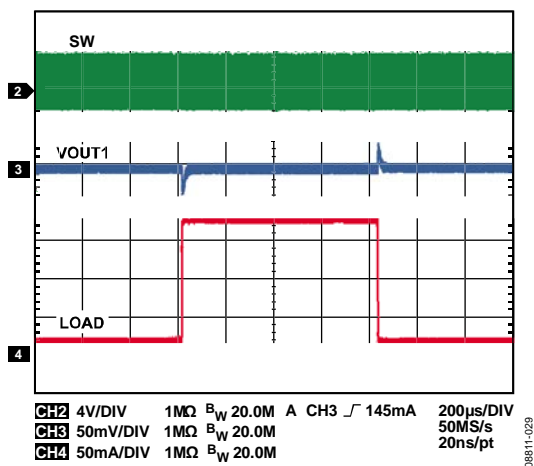 SW
2
VOUT1
3
LOAD
4
CH2 4V/DIV 1MΩ BW 20.0M A CH3 145mA 200µs/DIV
CH3 50mV/DIV 1MΩ BW 20.0M 50MS/s
CH4 50mA/DIV 1MΩ BW 20.0M 20ns/pt
08811-029